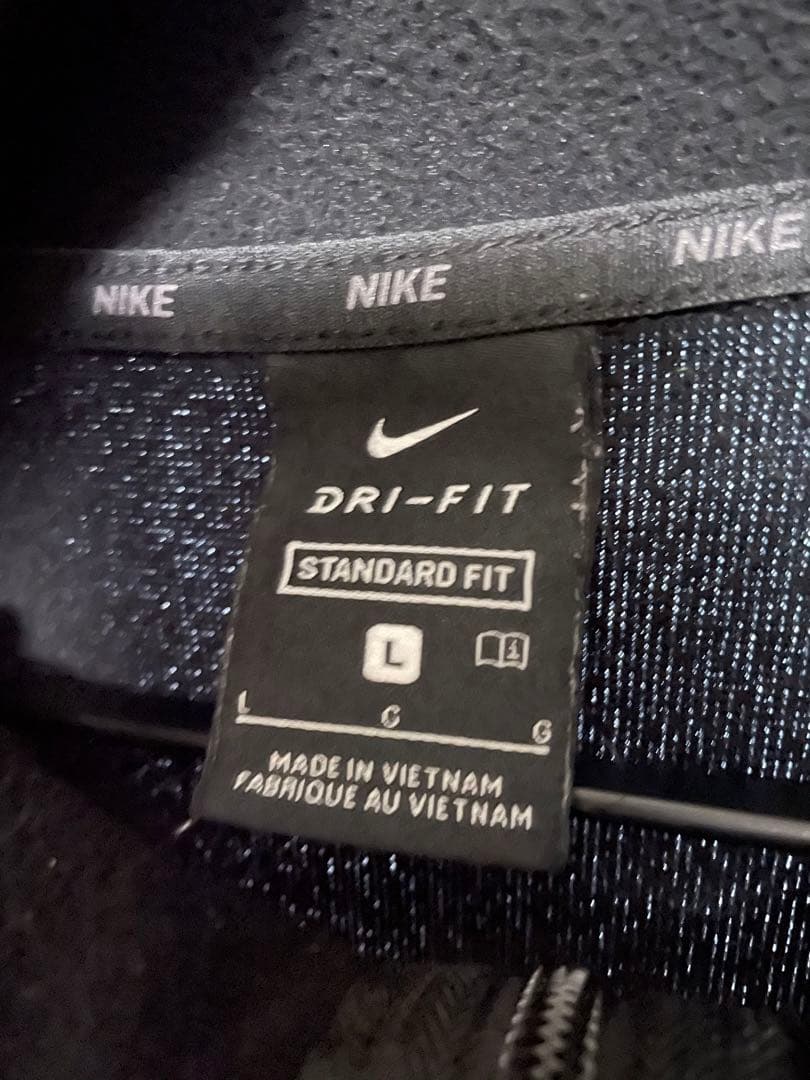 NIKE NIKE NIKE
DRI-FIT
STANDARD FIT
L
L C G
MADE IN VIETNAM
FABRIQUE AU VIETNAM